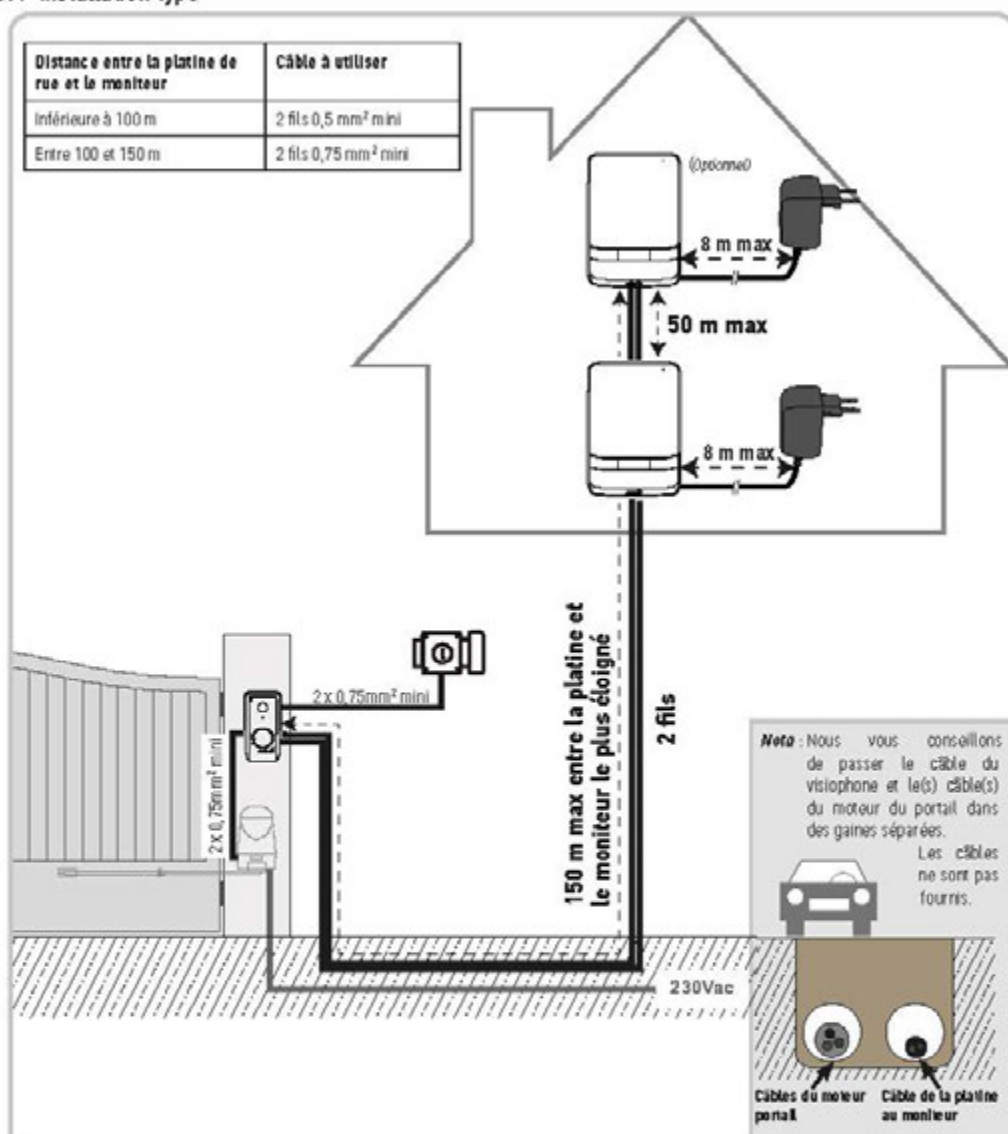 Installation type
Distance entre la platine de
rue et le moniteur
Câble à utiliser
Inférieure à 100 m
2 fils 0,5 mm² mini
Entre 100 et 150 m
2 fils 0,75 mm² mini
(Optionnel)
8 m max
50 m max
8 m max
150 m max entre la platine et
le moniteur le plus éloigné
2 fils
2 x 0,75mm² mini
2 x 0,75mm² mini
230Vac
Nota : Nous vous conseillons
de passer le câble du
visiophone et le(s) câble(s)
du moteur du portail dans
des gaines séparées.
Les câbles
ne sont pas
fournis.
Câbles du moteur
portail
Câble de la platine
au moniteur